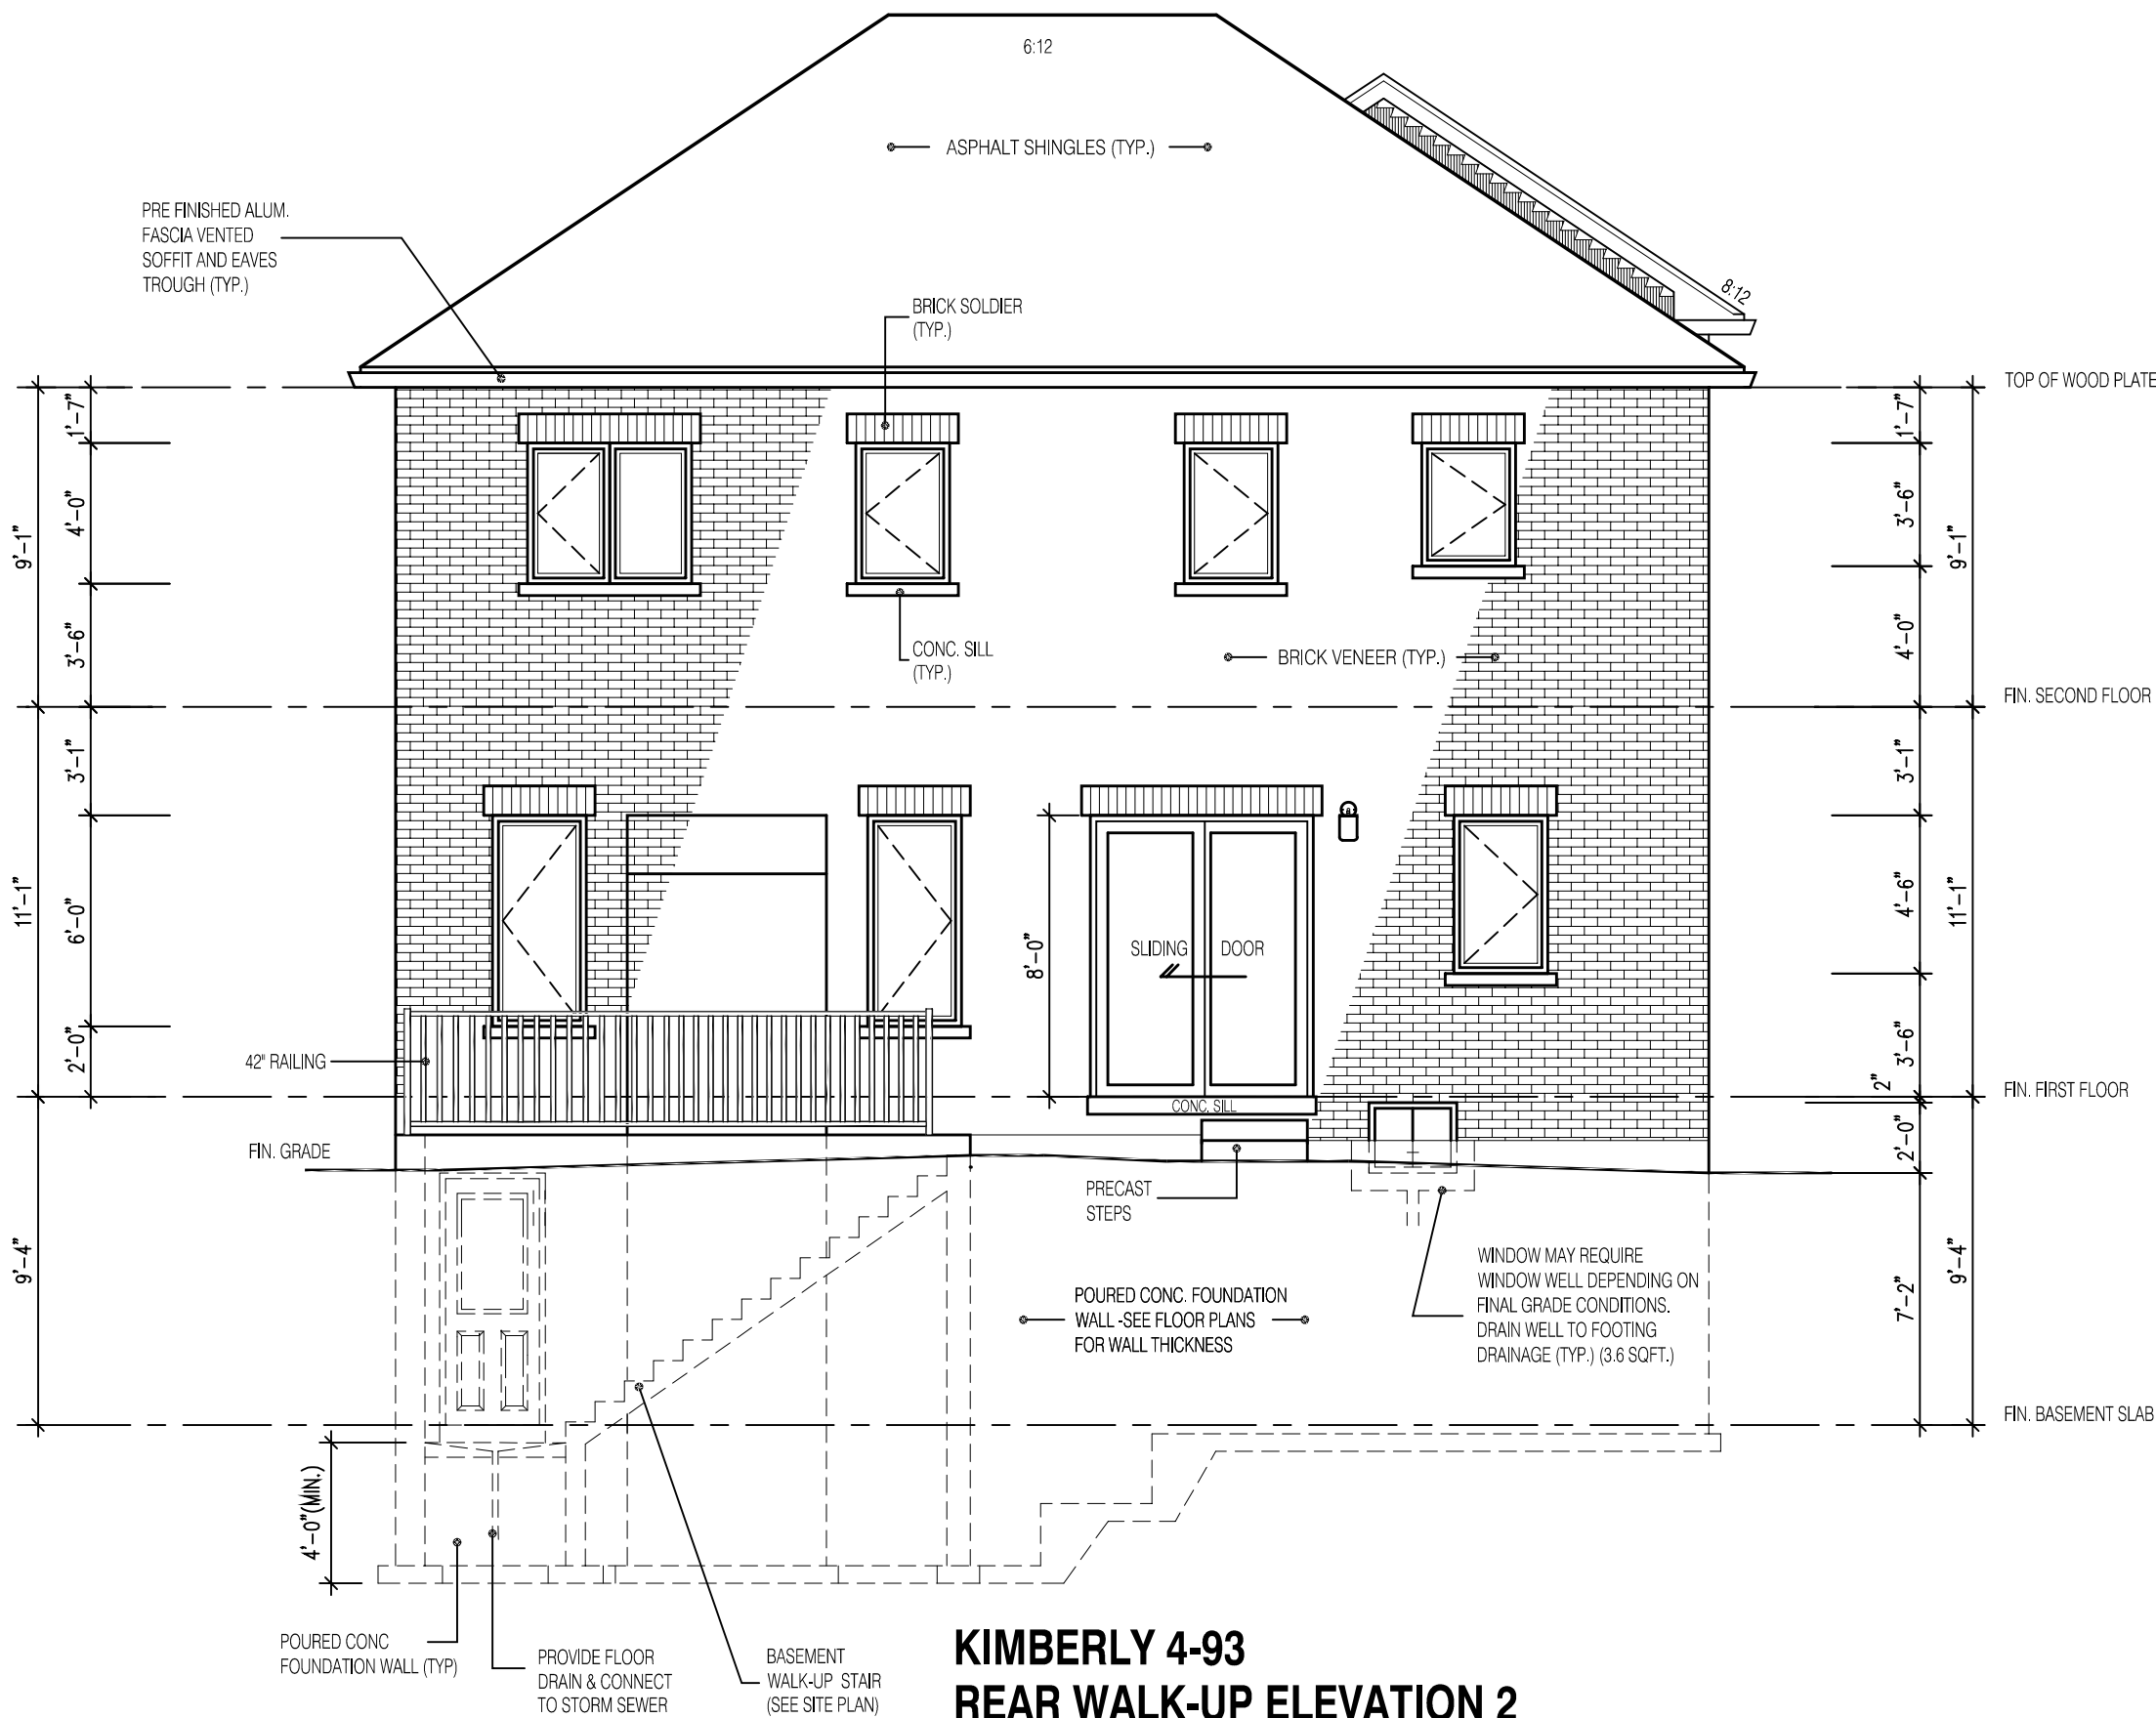 6:12
ASPHALT SHINGLES (TYP.)
PRE FINISHED ALUM.
FASCIA VENTED
SOFFIT AND EAVES
TROUGH (TYP.)
8:12
BRICK SOLDIER
(TYP.)
TOP OF WOOD PLATE
1'-7"
4'-0"
9'-1"
3'-6"
1'-7"
3'-6"
9'-1"
4'-0"
CONC. SILL
(TYP.)
BRICK VENEER (TYP.)
FIN. SECOND FLOOR
3'-1"
11'-1"
6'-0"
2'-0"
3'-1"
4'-6"
11'-1"
3'-6"
2"
8'-0"
SLIDING DOOR
42" RAILING
CONC. SILL
FIN. FIRST FLOOR
FIN. GRADE
2'-0"
PRECAST
STEPS
9'-4"
7'-2"
9'-4"
WINDOW MAY REQUIRE
WINDOW WELL DEPENDING ON
FINAL GRADE CONDITIONS.
DRAIN WELL TO FOOTING
DRAINAGE (TYP.) (3.6 SQFT.)
POURED CONC. FOUNDATION
WALL -SEE FLOOR PLANS
FOR WALL THICKNESS
FIN. BASEMENT SLAB
4'-0"(MIN.)
POURED CONC
FOUNDATION WALL (TYP)
PROVIDE FLOOR
DRAIN & CONNECT
TO STORM SEWER
BASEMENT
WALK-UP STAIR
(SEE SITE PLAN)
KIMBERLY 4-93
REAR WALK-UP ELEVATION 2